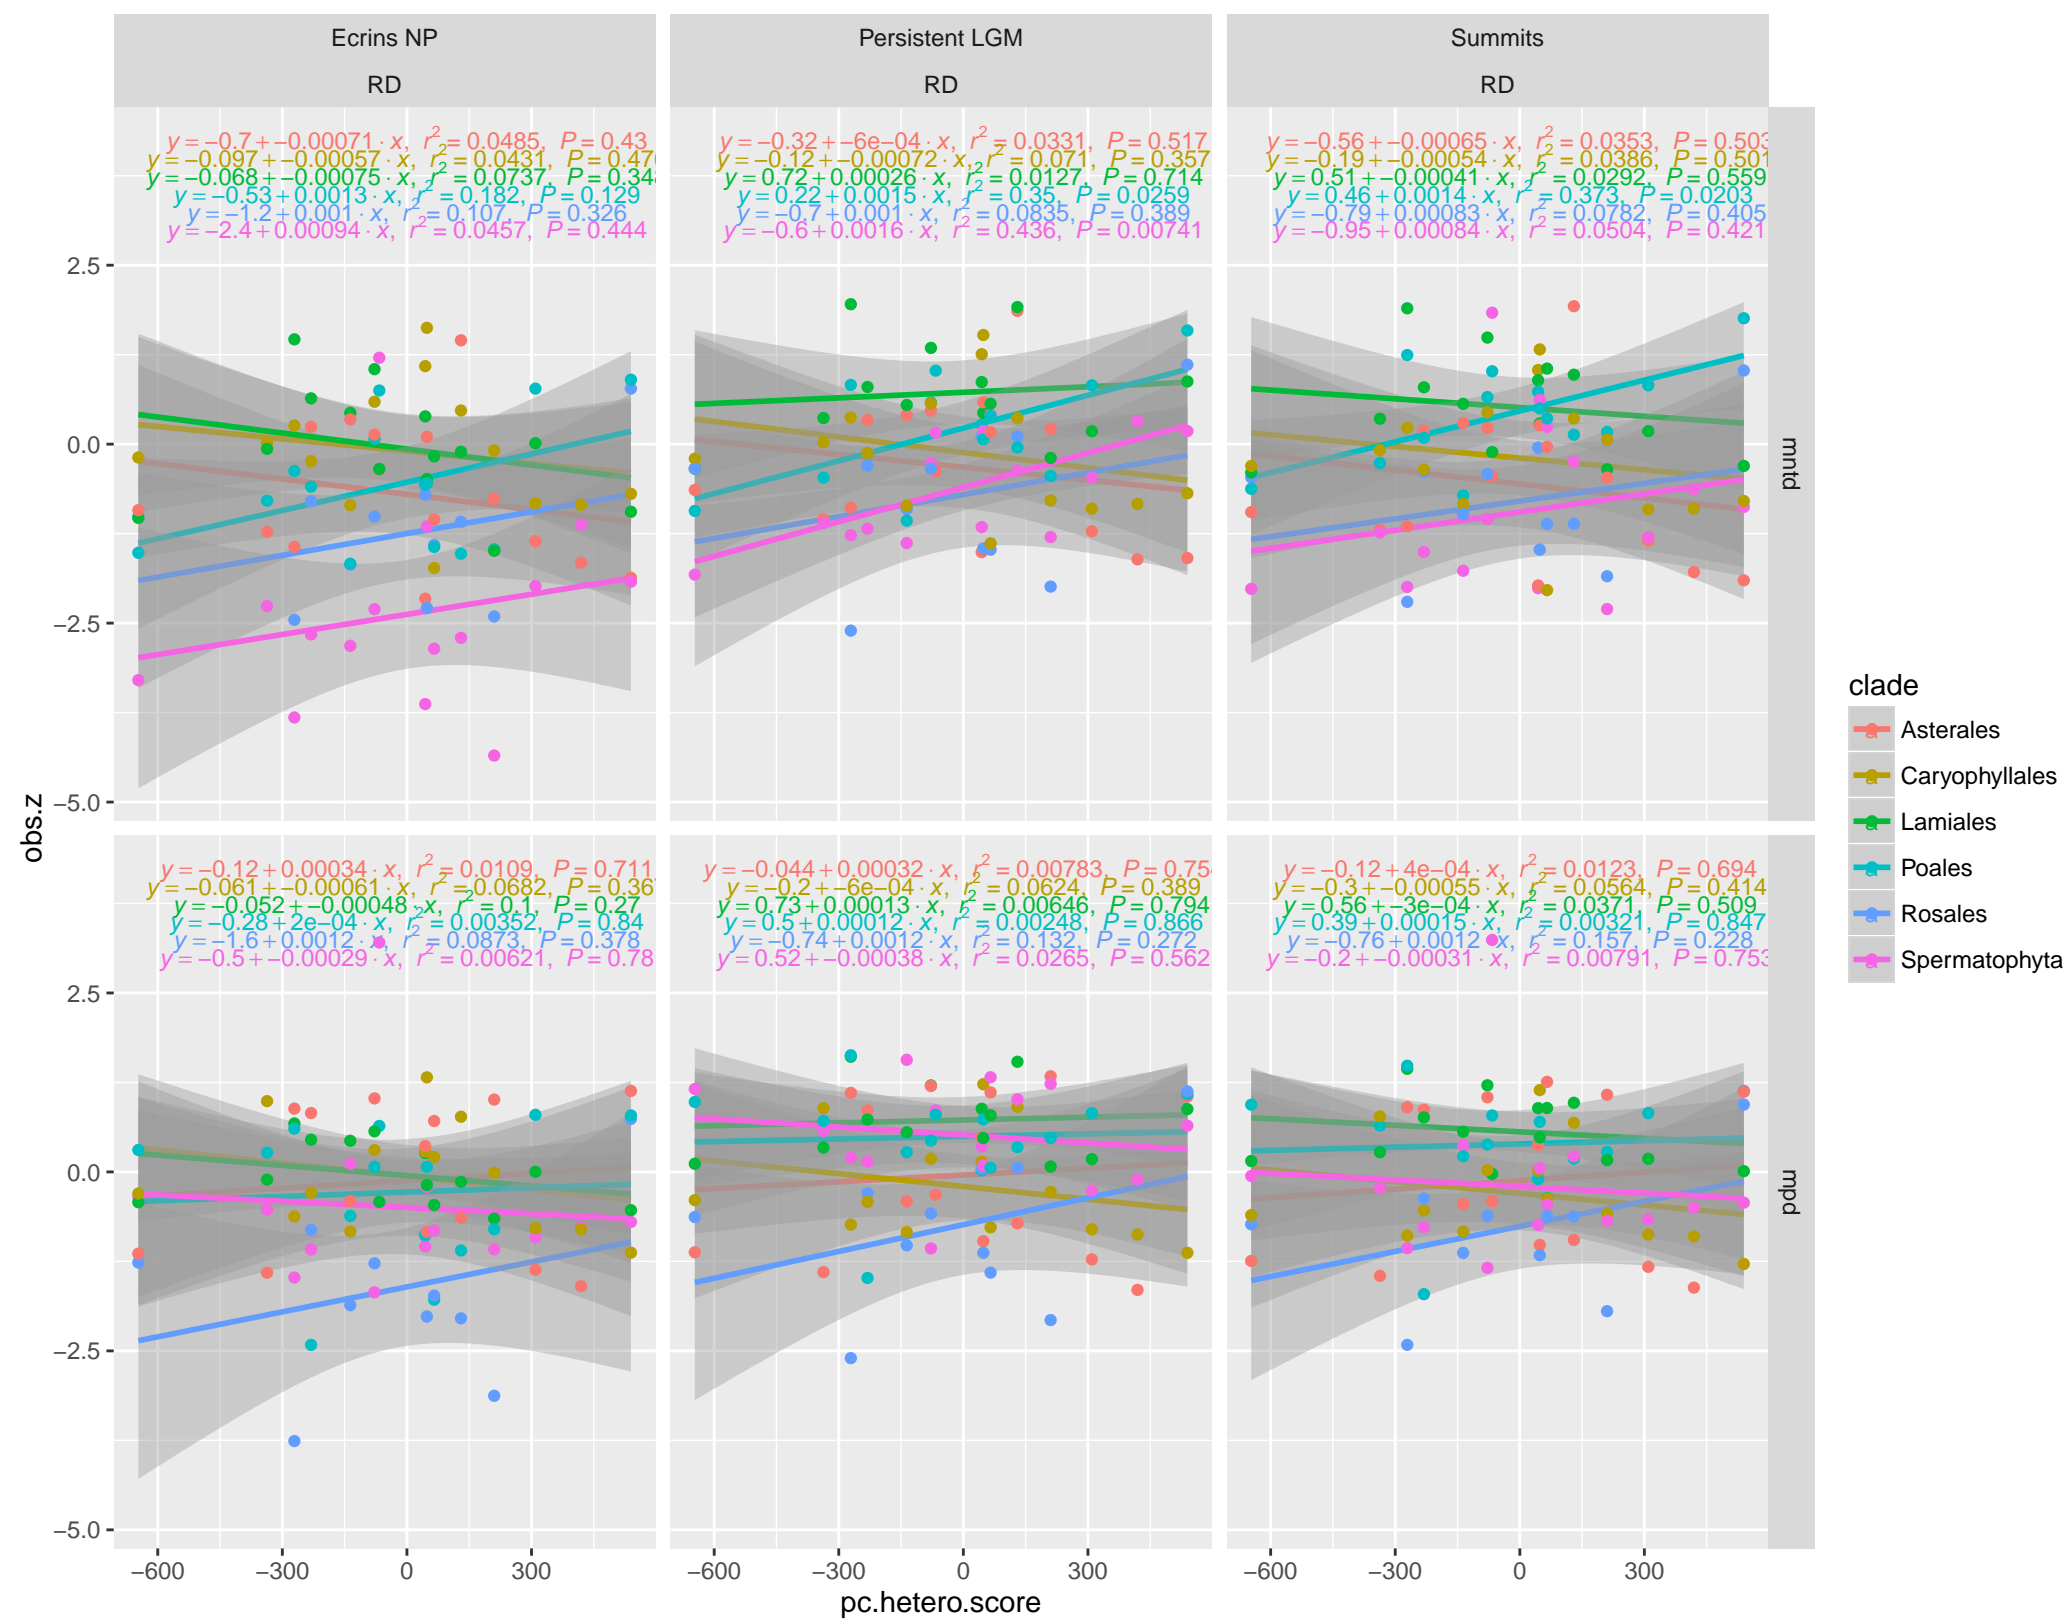 Ecrins NP
Persistent LGM
Summits
RD
RD
RD
y = −0.7 + −0.00071 · x, r² = 0.0485, P = 0.43
y = −0.097 + −0.00057 · x, r² = 0.0431, P = 0.47
y = −0.068 + −0.00075 · x, r² = 0.0737, P = 0.34
y = −0.53 + 0.0013 · x, r² = 0.182, P = 0.129
y = −1.2 + 0.001 · x, r² = 0.107, P = 0.326
y = −2.4 + 0.00094 · x, r² = 0.0457, P = 0.444
y = −0.32 + −6e−04 · x, r² = 0.0331, P = 0.517
y = −0.12 + −0.00072 · x, r² = 0.071, P = 0.357
y = 0.72 + 0.00026 · x, r² = 0.0127, P = 0.714
y = 0.22 + 0.0015 · x, r² = 0.35, P = 0.0259
y = −0.7 + 0.001 · x, r² = 0.0835, P = 0.389
y = −0.6 + 0.0016 · x, r² = 0.436, P = 0.00741
y = −0.56 + −0.00065 · x, r² = 0.0353, P = 0.503
y = −0.19 + −0.00054 · x, r² = 0.0386, P = 0.501
y = 0.51 + −0.00041 · x, r² = 0.0292, P = 0.559
y = 0.46 + 0.0014 · x, r² = 0.373, P = 0.0203
y = −0.79 + 0.00083 · x, r² = 0.0782, P = 0.405
y = −0.95 + 0.00084 · x, r² = 0.0504, P = 0.421
2.5
0.0
−2.5
−5.0
mntd
y = −0.12 + 0.00034 · x, r² = 0.0109, P = 0.711
y = −0.061 + −0.00061 · x, r² = 0.0682, P = 0.36
y = −0.052 + −0.00048 · x, r² = 0.1, P = 0.27
y = −0.28 + 2e−04 · x, r² = 0.00352, P = 0.84
y = −1.6 + 0.0012 · x, r² = 0.0873, P = 0.378
y = −0.5 + −0.00029 · x, r² = 0.00621, P = 0.78
y = −0.044 + 0.00032 · x, r² = 0.00783, P = 0.75
y = −0.2 + −6e−04 · x, r² = 0.0624, P = 0.389
y = 0.73 + 0.00013 · x, r² = 0.00646, P = 0.794
y = 0.5 + 0.00012 · x, r² = 0.00248, P = 0.866
y = −0.74 + 0.0012 · x, r² = 0.132, P = 0.272
y = 0.52 + −0.00038 · x, r² = 0.0265, P = 0.562
y = −0.12 + 4e−04 · x, r² = 0.0123, P = 0.694
y = −0.3 + −0.00055 · x, r² = 0.0564, P = 0.414
y = 0.56 + −3e−04 · x, r² = 0.0371, P = 0.509
y = 0.39 + 0.00015 · x, r² = 0.00321, P = 0.847
y = −0.76 + 0.0012 · x, r² = 0.157, P = 0.228
y = −0.2 + −0.00031 · x, r² = 0.00791, P = 0.753
2.5
0.0
−2.5
−5.0
mpd
obs.z
−600
−300
0
300
−600
−300
0
300
−600
−300
0
300
pc.hetero.score
clade
Asterales
Caryophyllales
Lamiales
Poales
Rosales
Spermatophyta